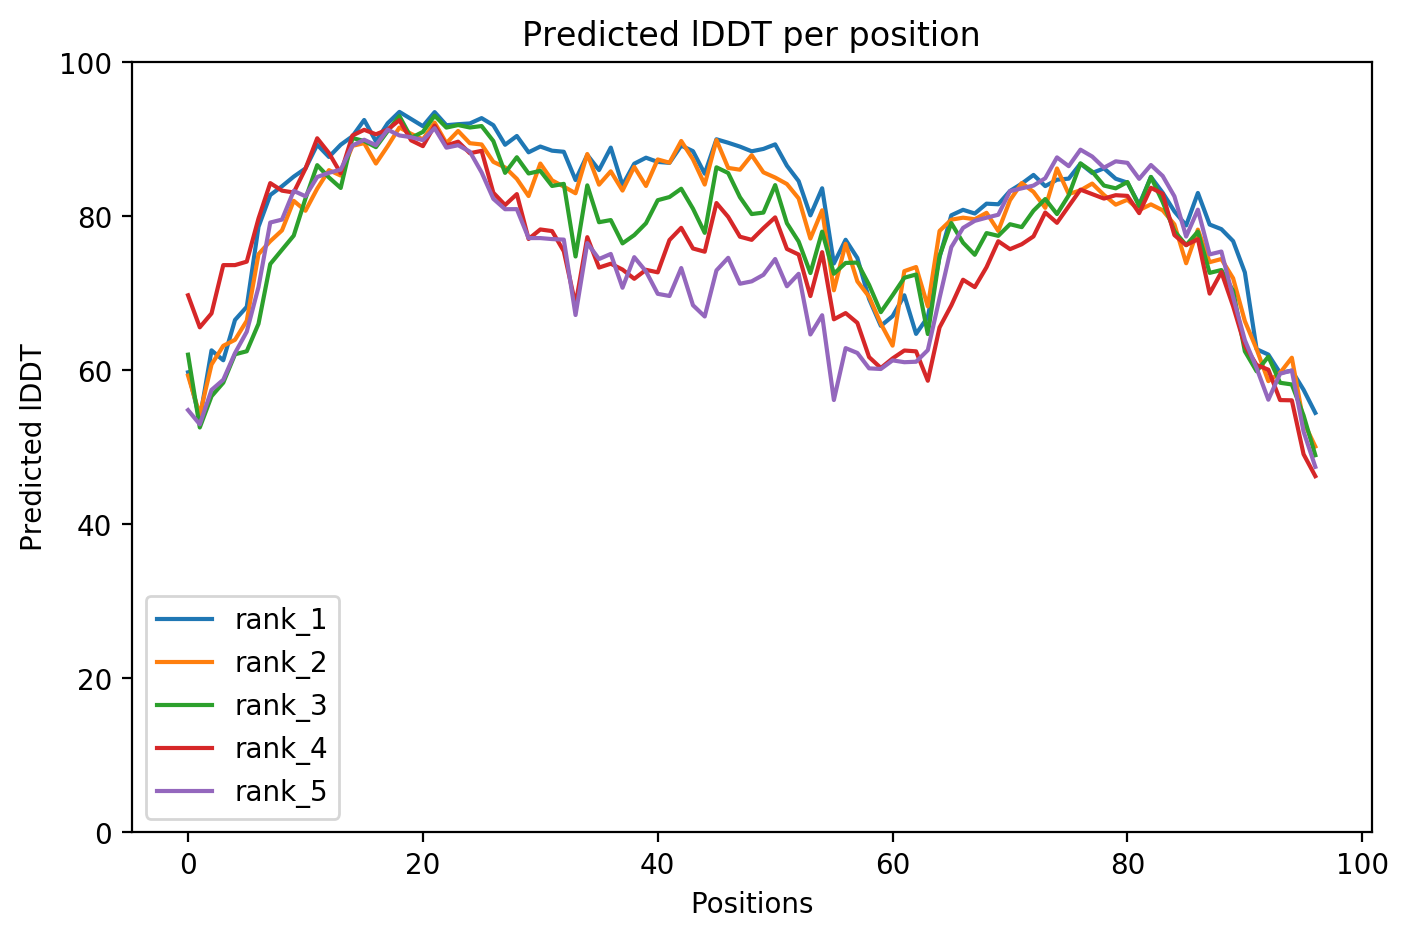 Predicted lDDT per position
100
80
60
40
20
0
Predicted lDDT
rank_1
rank_2
rank_3
rank_4
rank_5
0 20 40 60 80 100
Positions